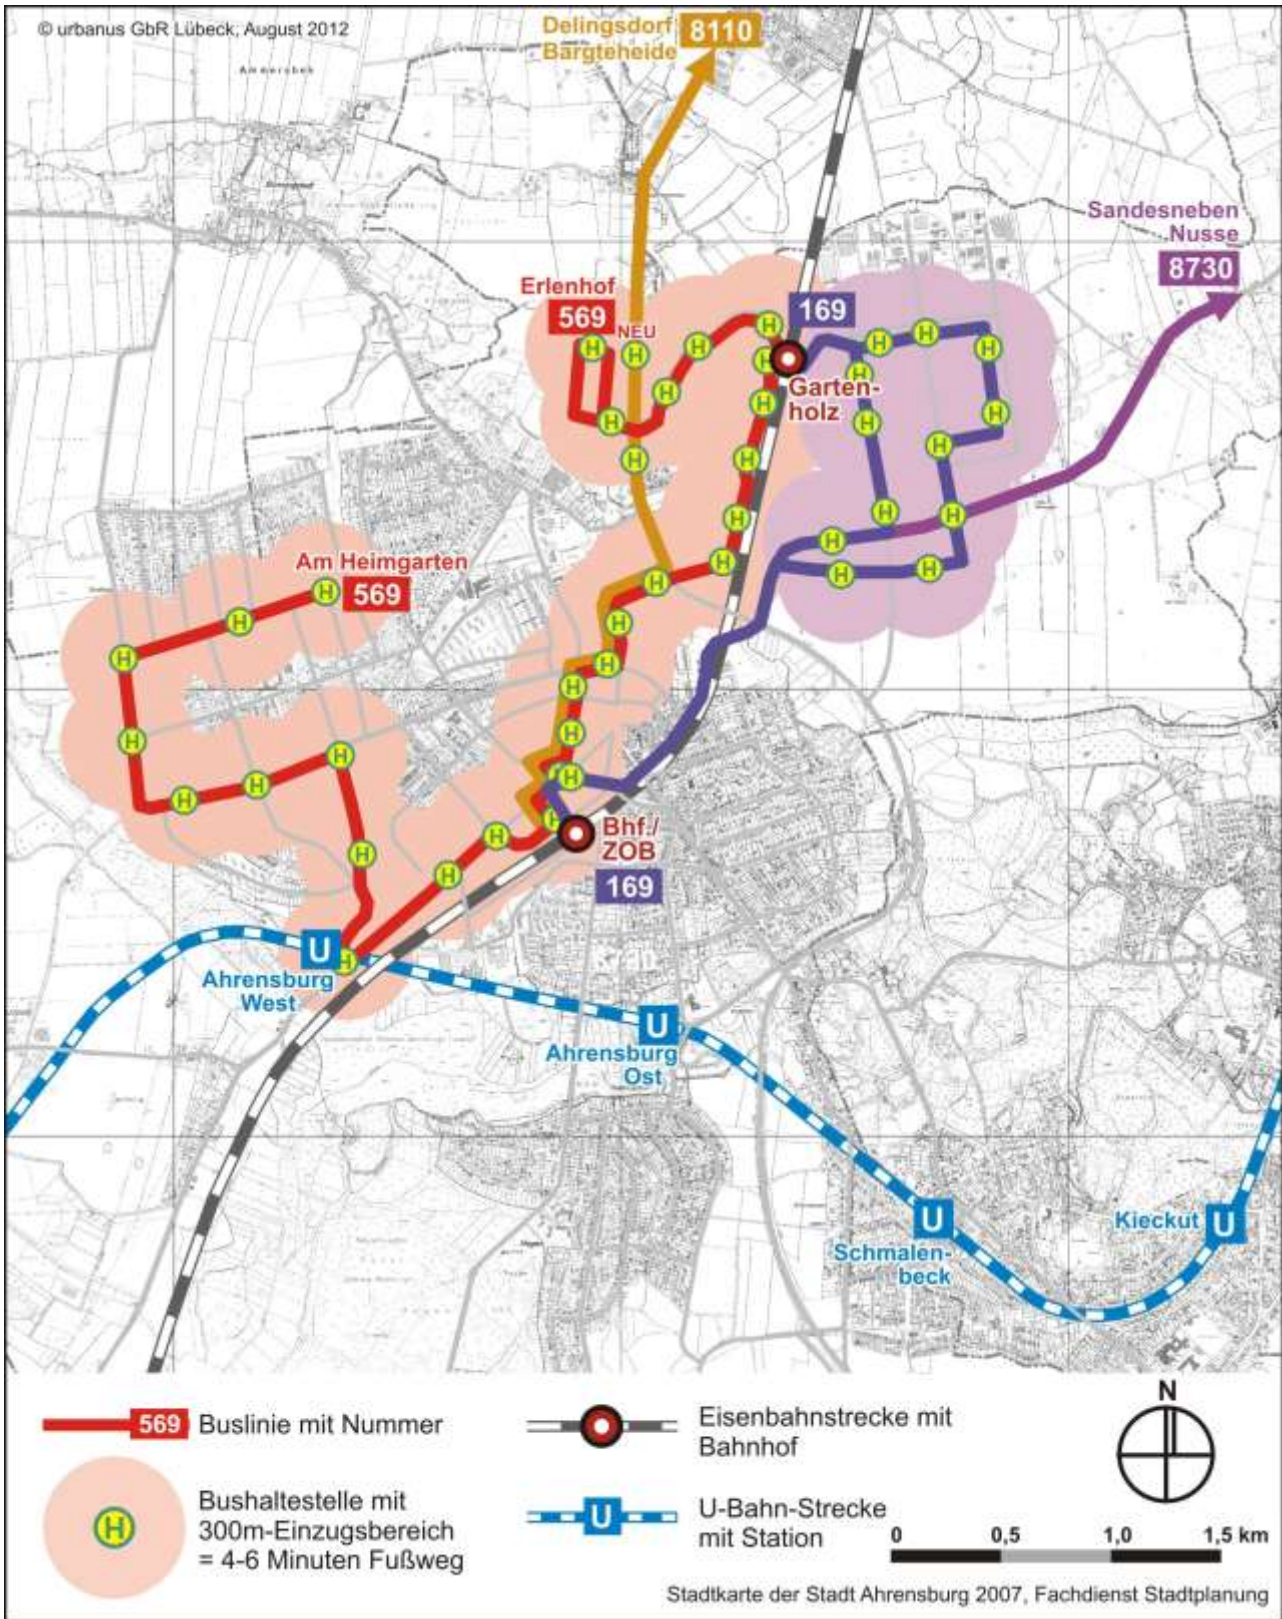 © urbanus GbR Lübeck, August 2012
Delingsdorf
Bargteheide
8110
Sandesneben
Nusse
8730
Erlenhof
569
NEU
169
Garten-
holz
Am Heimgarten
569
Bhf./
ZOB
169
U
Ahrensburg
West
U
Ahrensburg
Ost
U
Schmalen-
beck
Kieckut
U
569
Buslinie mit Nummer
H
Bushaltestelle mit
300m-Einzugsbereich
= 4-6 Minuten Fußweg
Eisenbahnstrecke mit
Bahnhof
U
U-Bahn-Strecke
mit Station
N
0 0,5 1,0 1,5 km
Stadtkarte der Stadt Ahrensburg 2007, Fachdienst Stadtplanung